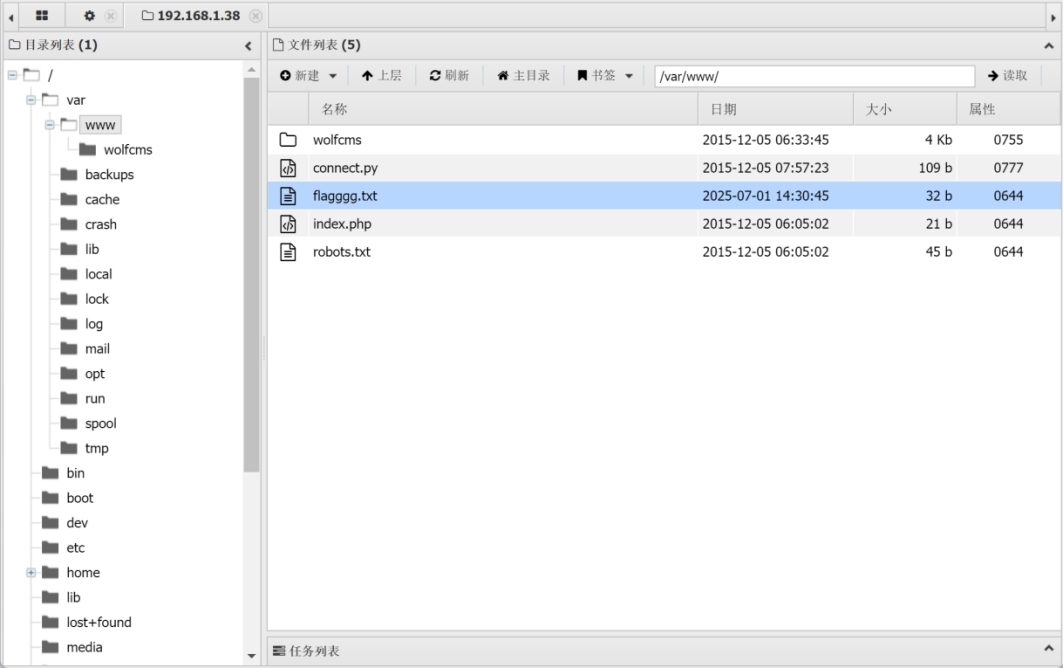 192.168.1.38
目录列表 (1)
/
var
www
wolfcms
backups
cache
crash
lib
local
lock
log
mail
opt
run
spool
tmp
bin
boot
dev
etc
home
lib
lost+found
media
文件列表 (5)
新建 上层 刷新 主目录 书签 /var/www/ 读取
名称 日期 大小 属性
wolfcms 2015-12-05 06:33:45 4 Kb 0755
connect.py 2015-12-05 07:57:23 109 b 0777
flagggg.txt 2025-07-01 14:30:45 32 b 0644
index.php 2015-12-05 06:05:02 21 b 0644
robots.txt 2015-12-05 06:05:02 45 b 0644
任务列表